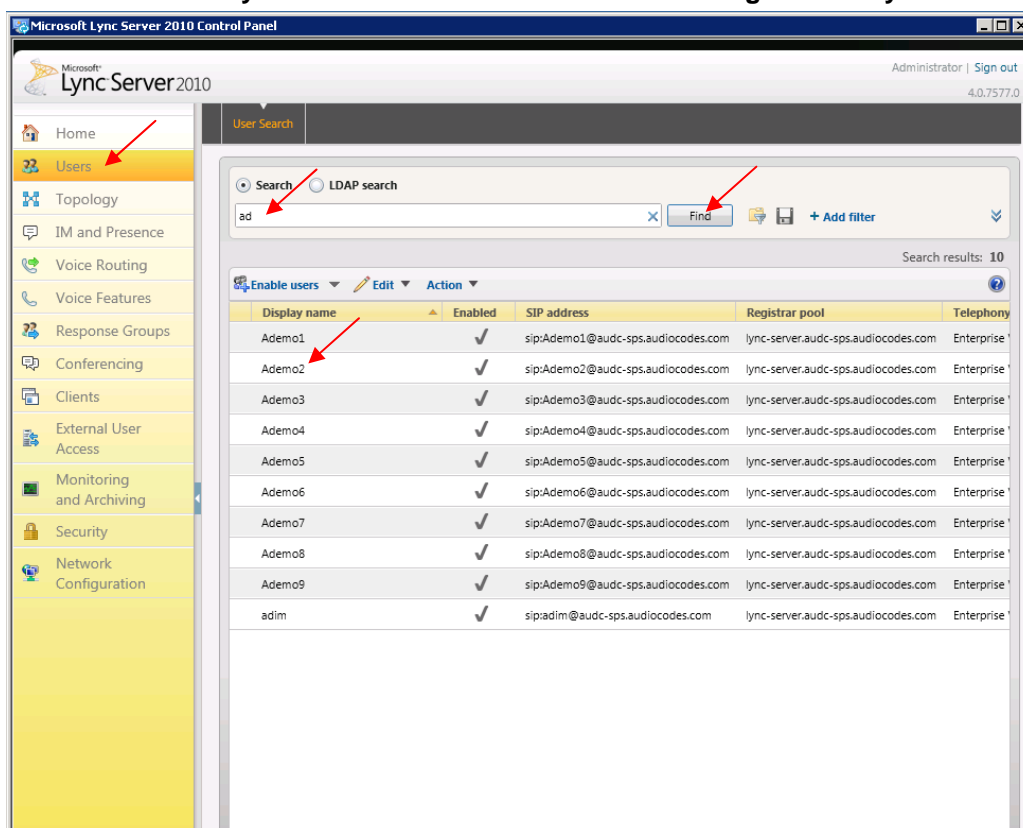 Microsoft Lync Server 2010 Control Panel
Microsoft
Lync Server 2010
Administrator | Sign out
4.0.7577.0
Home
Users
Topology
IM and Presence
Voice Routing
Voice Features
Response Groups
Conferencing
Clients
External User
Access
Monitoring
and Archiving
Security
Network
Configuration
User Search
Search LDAP search
ad
Find
+ Add filter
Search results: 10
Enable users Edit Action
Display name Enabled SIP address Registrar pool Telephony
Ademo1 sip:Ademo1@audc-sps.audiocodes.com lync-server.audc-sps.audiocodes.com Enterprise
Ademo2 sip:Ademo2@audc-sps.audiocodes.com lync-server.audc-sps.audiocodes.com Enterprise
Ademo3 sip:Ademo3@audc-sps.audiocodes.com lync-server.audc-sps.audiocodes.com Enterprise
Ademo4 sip:Ademo4@audc-sps.audiocodes.com lync-server.audc-sps.audiocodes.com Enterprise
Ademo5 sip:Ademo5@audc-sps.audiocodes.com lync-server.audc-sps.audiocodes.com Enterprise
Ademo6 sip:Ademo6@audc-sps.audiocodes.com lync-server.audc-sps.audiocodes.com Enterprise
Ademo7 sip:Ademo7@audc-sps.audiocodes.com lync-server.audc-sps.audiocodes.com Enterprise
Ademo8 sip:Ademo8@audc-sps.audiocodes.com lync-server.audc-sps.audiocodes.com Enterprise
Ademo9 sip:Ademo9@audc-sps.audiocodes.com lync-server.audc-sps.audiocodes.com Enterprise
adim sip:adim@audc-sps.audiocodes.com lync-server.audc-sps.audiocodes.com Enterprise